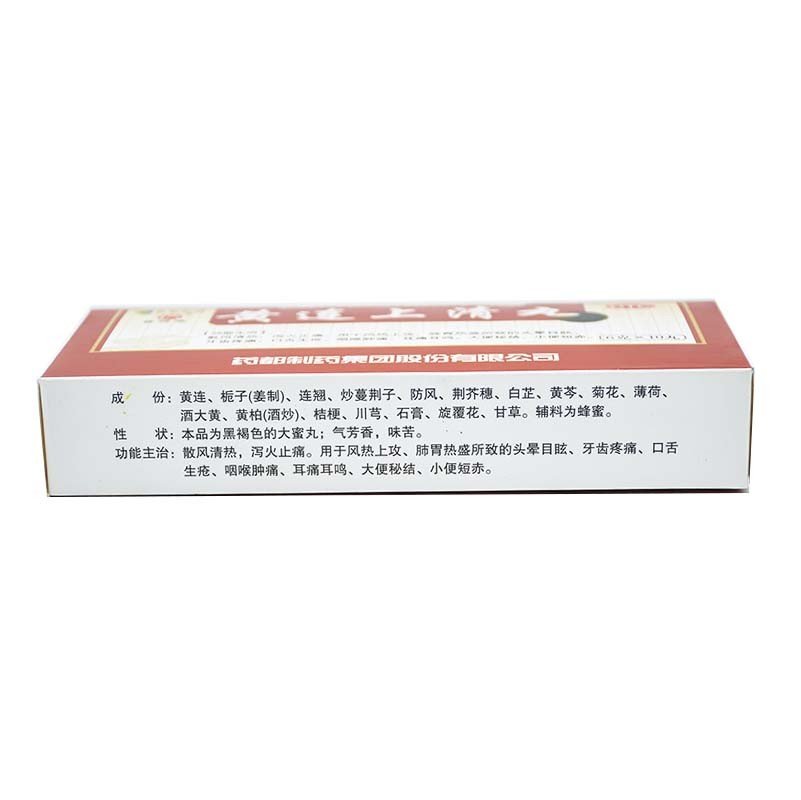 黄连上清丸
药都制药集团股份有限公司
成 份：黄连、栀子(姜制)、连翘、炒蔓荆子、防风、荆芥穗、白芷、黄芩、菊花、薄荷、
酒大黄、黄柏(酒炒)、桔梗、川芎、石膏、旋覆花、甘草。辅料为蜂蜜。
性 状：本品为黑褐色的大蜜丸；气芳香，味苦。
功能主治：散风清热，泻火止痛。用于风热上攻、肺胃热盛所致的头晕目眩、牙齿疼痛、口舌
生疮、咽喉肿痛、耳痛耳鸣、大便秘结、小便短赤。